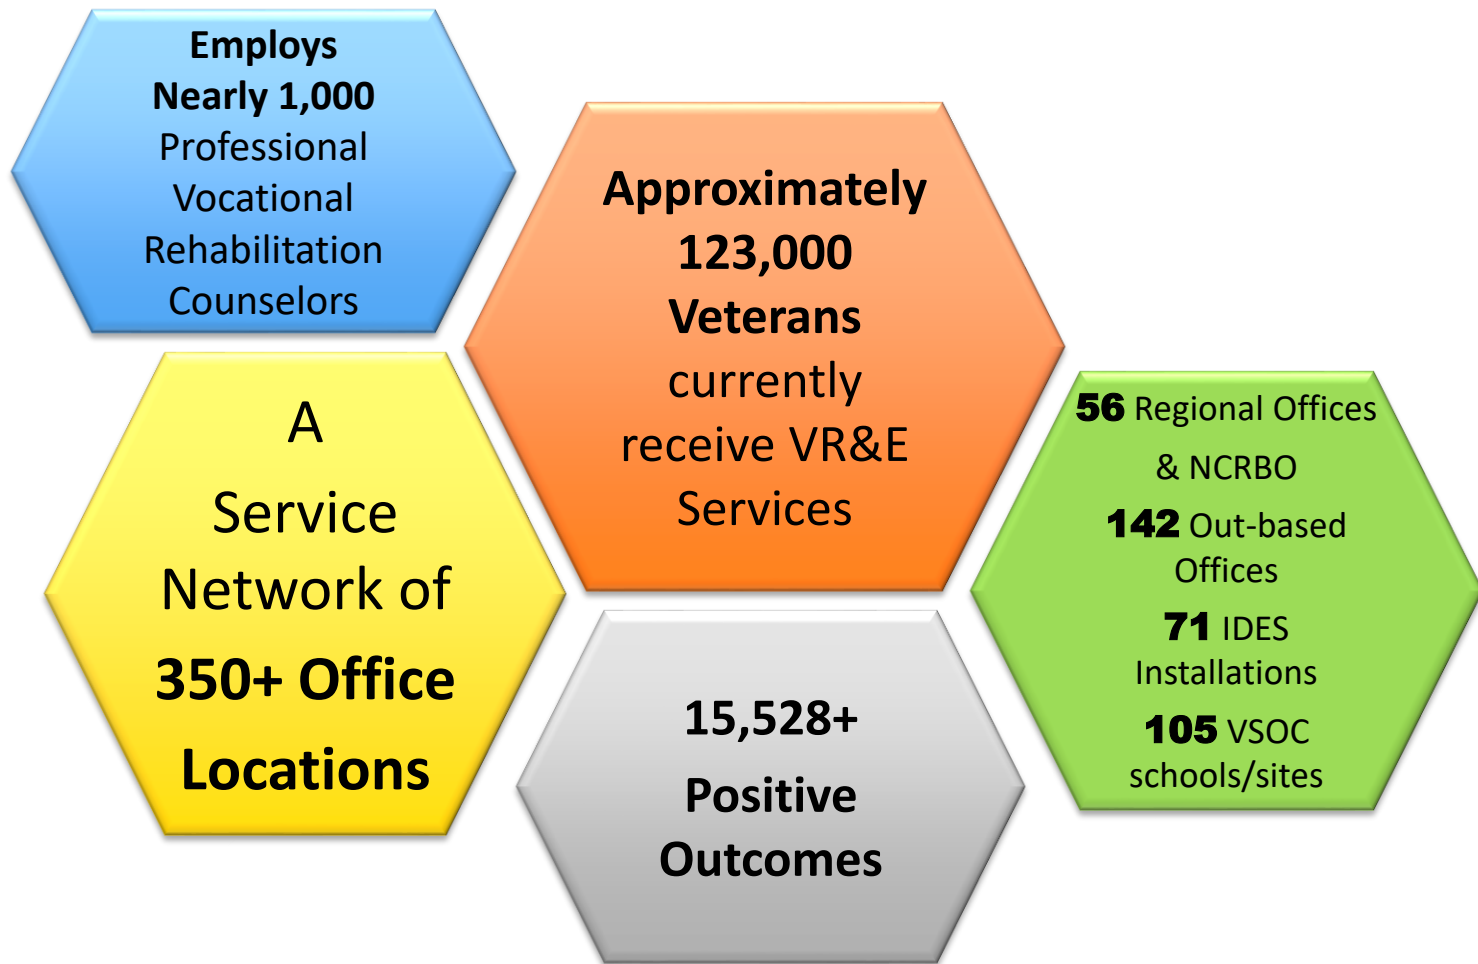 Employs
Nearly 1,000
Professional
Vocational
Rehabilitation
Counselors
Approximately
123,000
Veterans
currently
receive VR&E
Services
A
Service
Network of
350+ Office
Locations
15,528+
Positive
Outcomes
56 Regional Offices
& NCRBO
142 Out-based
Offices
71 IDES
Installations
105 VSOC
schools/sites